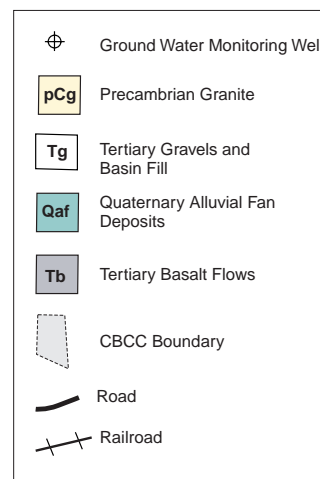 Ground Water Monitoring Wel
pCg
Precambrian Granite
Tg
Tertiary Gravels and
Basin Fill
Qaf
Quaternary Alluvial Fan
Deposits
Tb
Tertiary Basalt Flows
CBCC Boundary
Road
Railroad